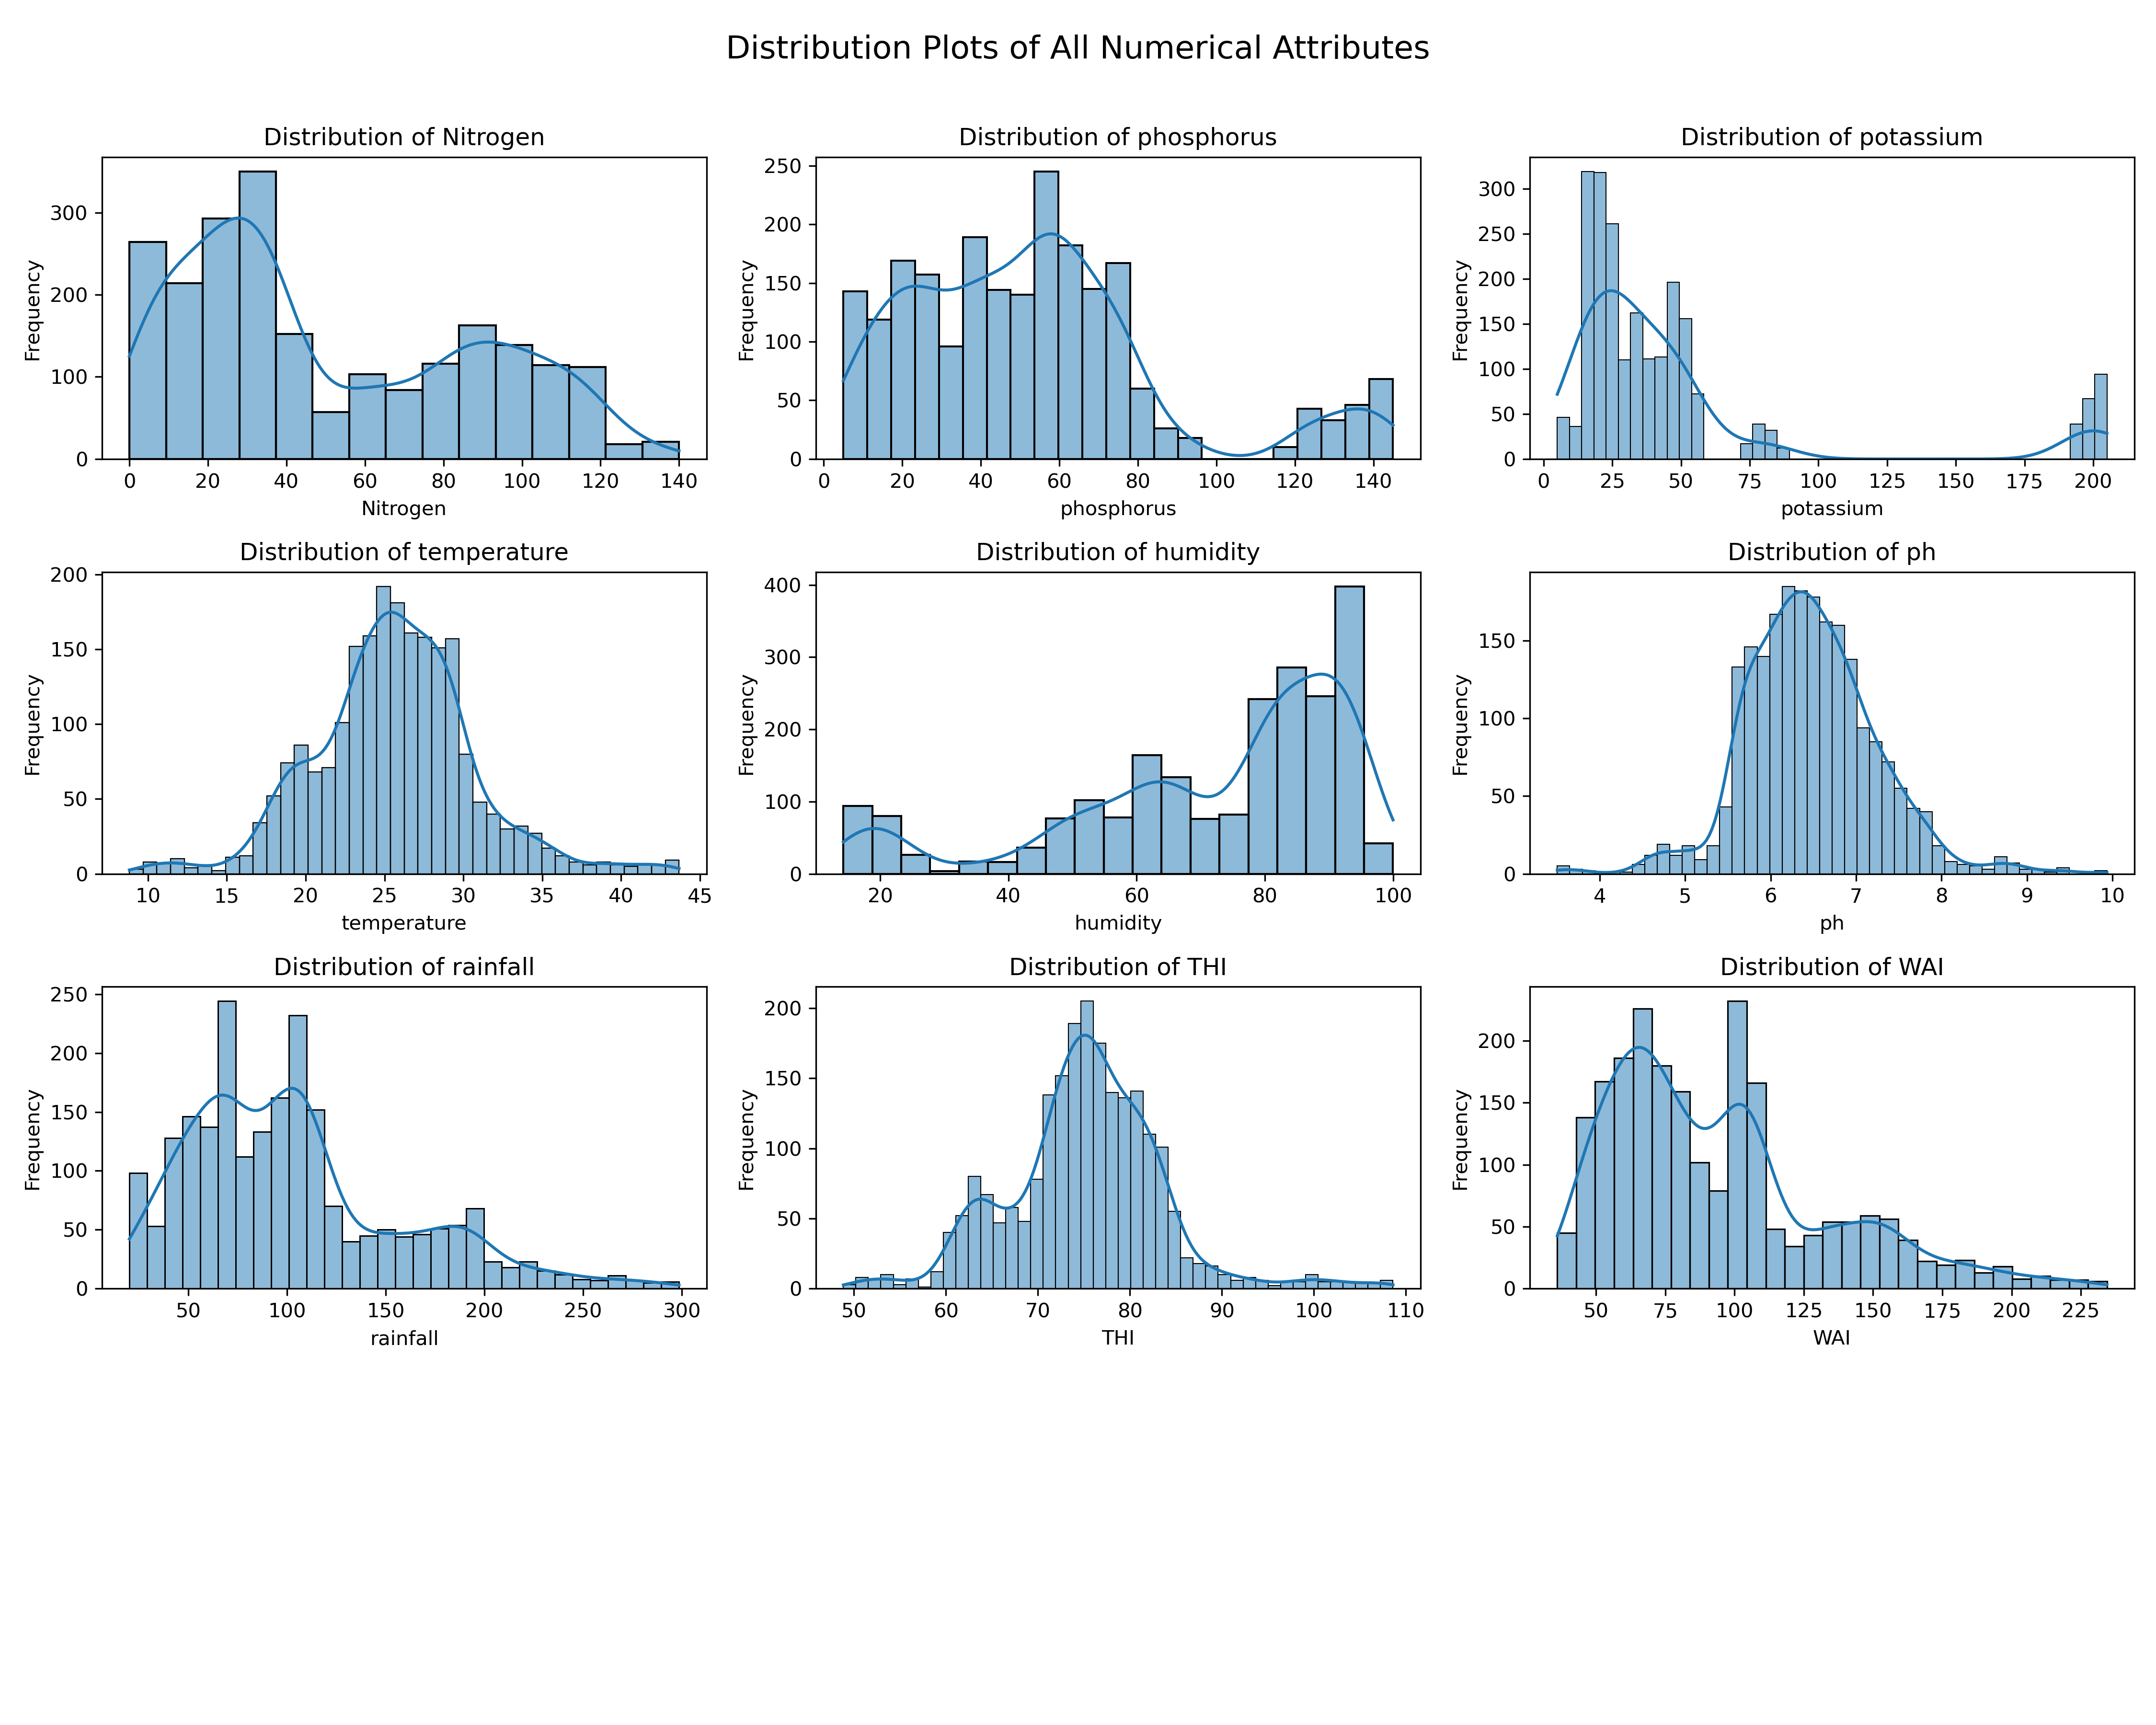 Distribution Plots of All Numerical Attributes
Distribution of Nitrogen
Frequency
300
200
100
0
0 20 40 60 80 100 120 140
Nitrogen
Distribution of phosphorus
Frequency
250
200
150
100
50
0
0 20 40 60 80 100 120 140
phosphorus
Distribution of potassium
Frequency
300
250
200
150
100
50
0
0 25 50 75 100 125 150 175 200
potassium
Distribution of temperature
Frequency
200
150
100
50
0
10 15 20 25 30 35 40 45
temperature
Distribution of humidity
Frequency
400
300
200
100
0
20 40 60 80 100
humidity
Distribution of ph
Frequency
150
100
50
0
4 5 6 7 8 9 10
ph
Distribution of rainfall
Frequency
250
200
150
100
50
0
50 100 150 200 250 300
rainfall
Distribution of THI
Frequency
200
150
100
50
0
50 60 70 80 90 100 110
THI
Distribution of WAI
Frequency
200
150
100
50
0
50 75 100 125 150 175 200 225
WAI